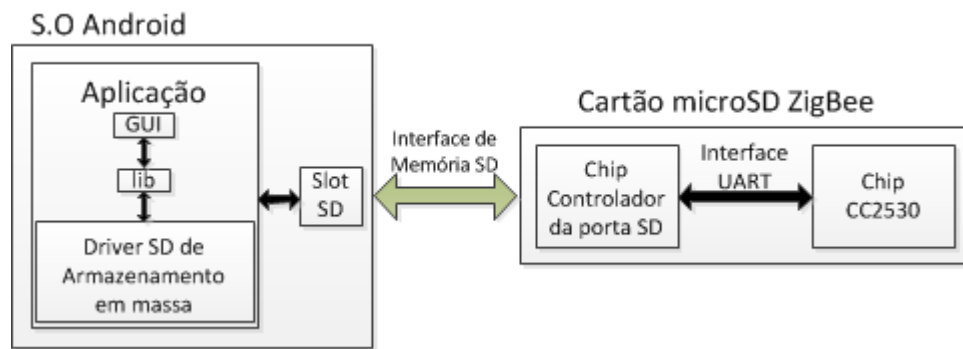 S.O Android
Aplicação
GUI
lib
Driver SD de
Armazenamento
em massa
Slot
SD
Interface de
Memória SD
Cartão microSD ZigBee
Chip
Controlador
da porta SD
Interface
UART
Chip
CC2530